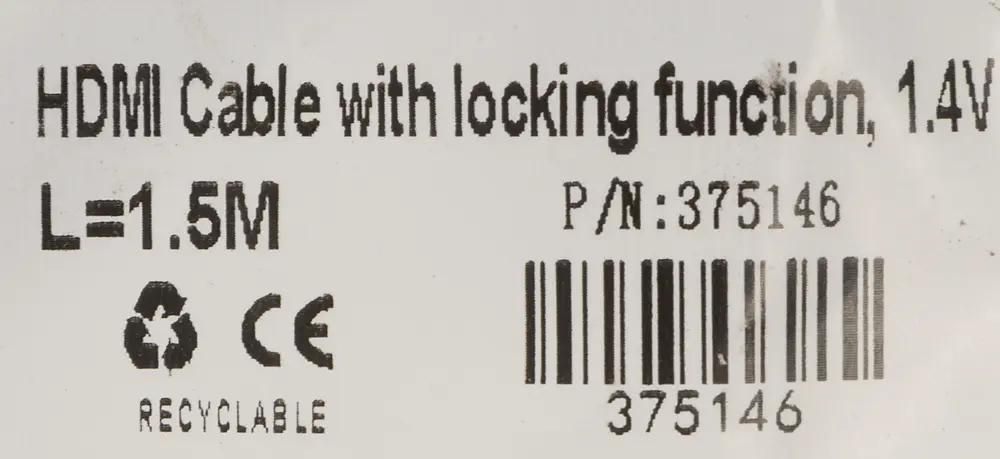 HDMI Cable with locking function, 1.4V
L=1.5M
P/N:375146
CE
RECYCLABLE
375146